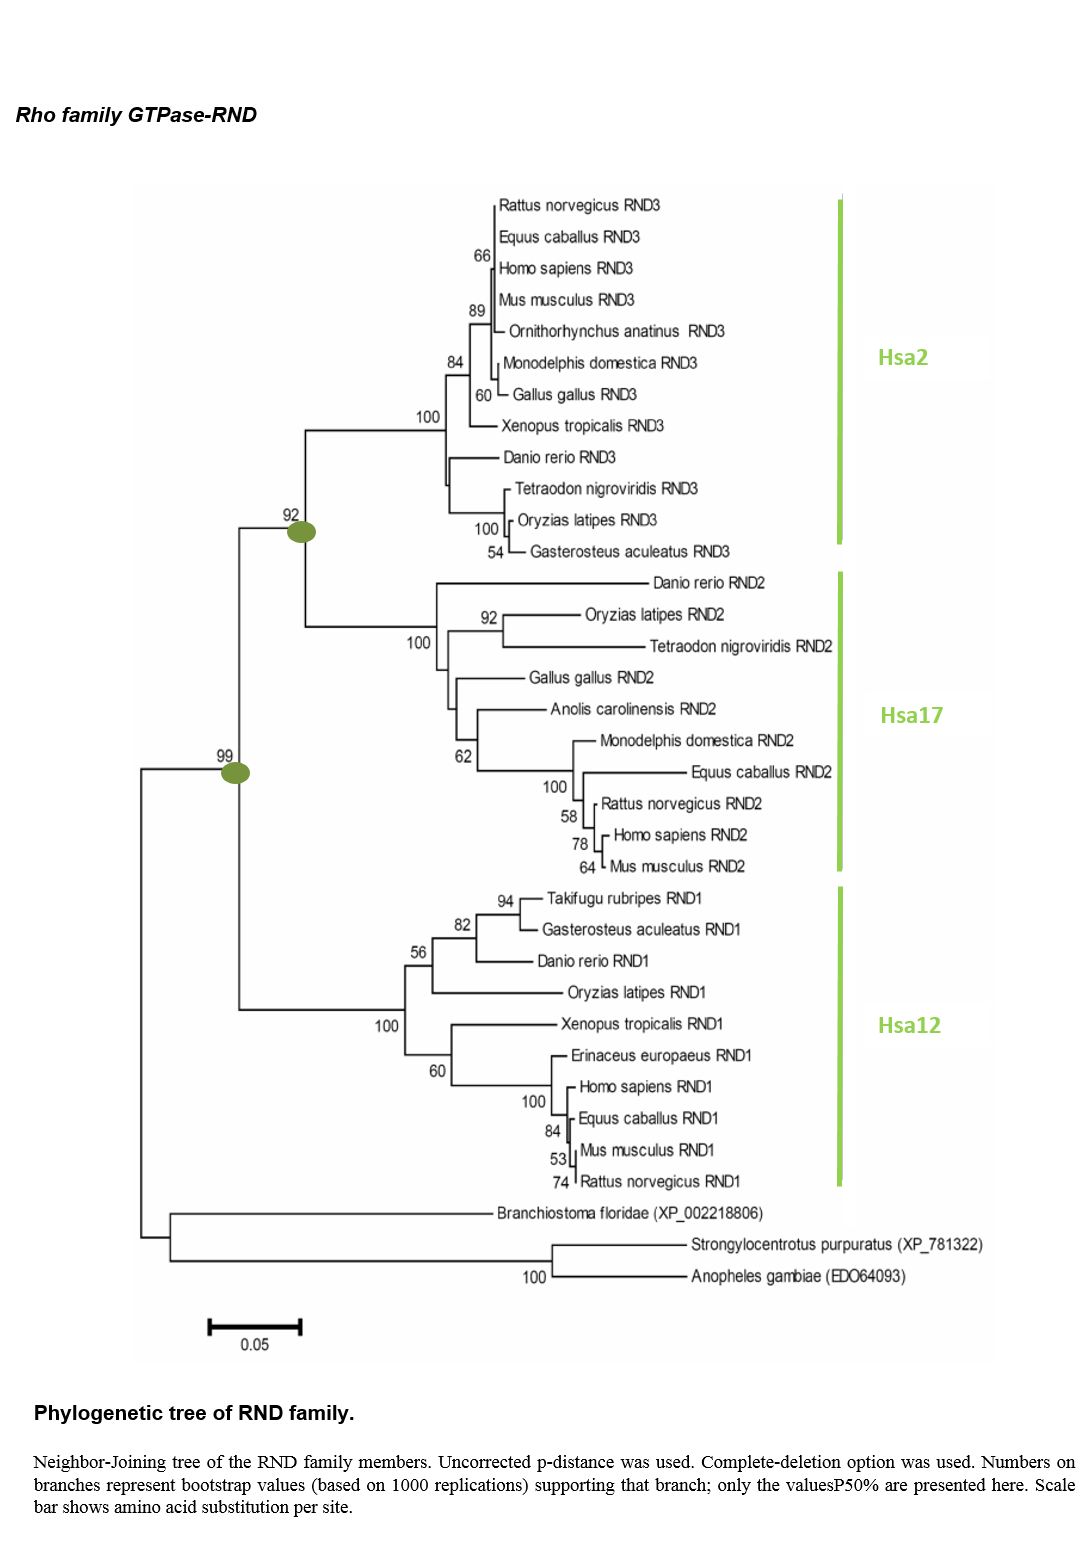 Rho family GTPase-RND
Rattus norvegicus RND3
Equus caballus RND3
66
Homo sapiens RND3
Mus musculus RND3
89
Ornithorhynchus anatinus RND3
Hsa2
84
Monodelphis domestica RND3
60
Gallus gallus RND3
100
Xenopus tropicalis RND3
Danio rerio RND3
Tetraodon nigroviridis RND3
92
100
Oryzias latipes RND3
54
Gasterosteus aculeatus RND3
Danio rerio RND2
92
Oryzias latipes RND2
100
Tetraodon nigroviridis RND2
Gallus gallus RND2
Anolis carolinensis RND2
Hsa17
62
Monodelphis domestica RND2
99
Equus caballus RND2
100
Rattus norvegicus RND2
58
Homo sapiens RND2
78
64
Mus musculus RND2
94
Takifugu rubripes RND1
82
Gasterosteus aculeatus RND1
56
Danio rerio RND1
Oryzias latipes RND1
100
Xenopus tropicalis RND1
Hsa12
60
Erinaceus europaeus RND1
Homo sapiens RND1
100
Equus caballus RND1
84
Mus musculus RND1
53
74
Rattus norvegicus RND1
Branchiostoma floridae (XP_002218806)
Strongylocentrotus purpuratus (XP_781322)
100
Anopheles gambiae (EDO64093)
0.05
Phylogenetic tree of RND family.
Neighbor-Joining tree of the RND family members. Uncorrected p-distance was used. Complete-deletion option was used. Numbers on
branches represent bootstrap values (based on 1000 replications) supporting that branch; only the valuesP50% are presented here. Scale
bar shows amino acid substitution per site.